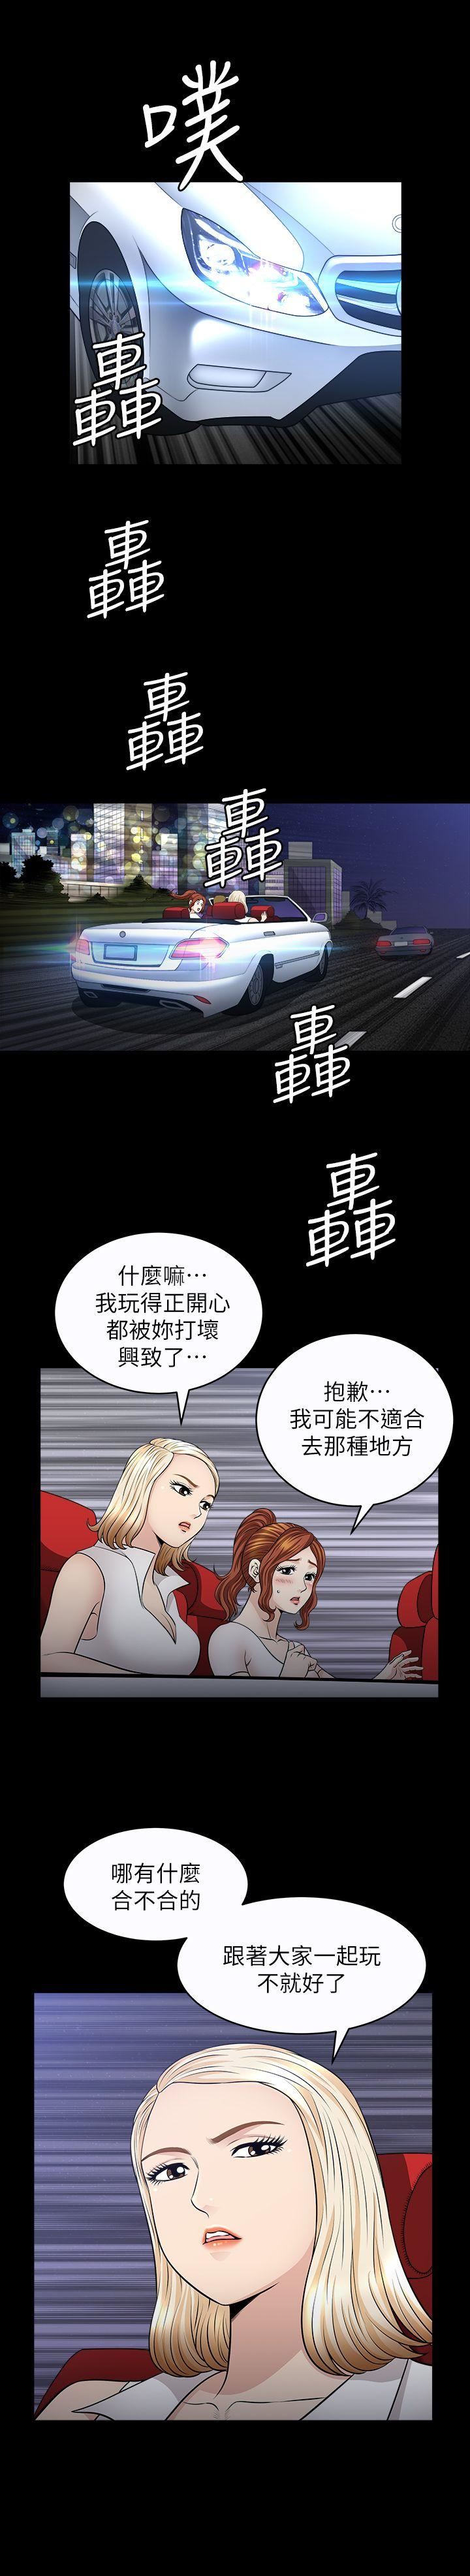 噗
轟
轟
轟
轟
轟
轟
什麼嘛⋯
我玩得正開心
都被妳打壞
興致了⋯
抱歉⋯
我可能不適合
去那種地方
哪有什麼
合不合的
跟著大家一起玩
不就好了